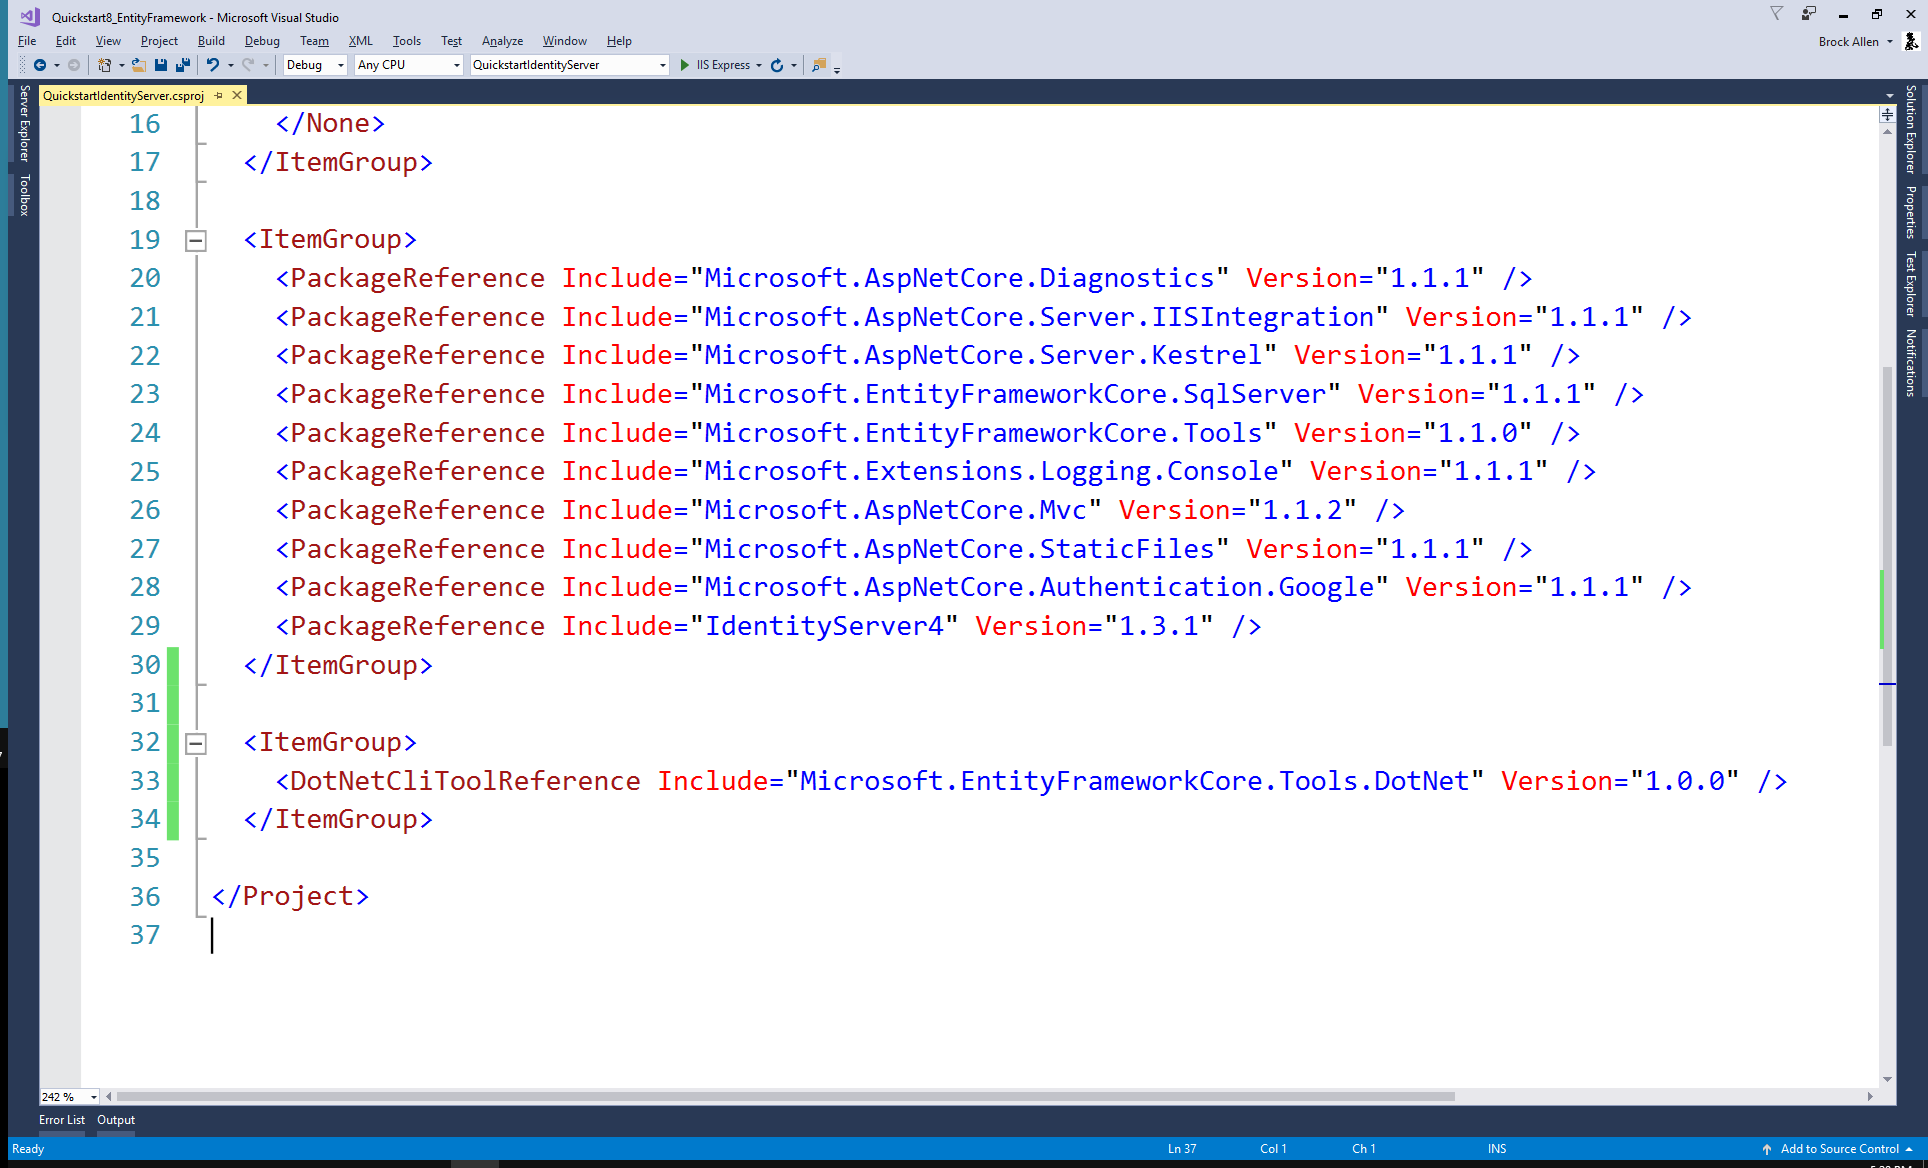 Quickstart8_EntityFramework - Microsoft Visual Studio
File Edit View Project Build Debug Team XML Tools Test Analyze Window Help
Brock Allen
Debug Any CPU QuickstartIdentityServer IIS Express
QuickstartIdentityServer.csproj
Server Explorer
Toolbox
16 </None>
17 </ItemGroup>
18
19 <ItemGroup>
20 <PackageReference Include="Microsoft.AspNetCore.Diagnostics" Version="1.1.1" />
21 <PackageReference Include="Microsoft.AspNetCore.Server.IISIntegration" Version="1.1.1" />
22 <PackageReference Include="Microsoft.AspNetCore.Server.Kestrel" Version="1.1.1" />
23 <PackageReference Include="Microsoft.EntityFrameworkCore.SqlServer" Version="1.1.1" />
24 <PackageReference Include="Microsoft.EntityFrameworkCore.Tools" Version="1.1.0" />
25 <PackageReference Include="Microsoft.Extensions.Logging.Console" Version="1.1.1" />
26 <PackageReference Include="Microsoft.AspNetCore.Mvc" Version="1.1.2" />
27 <PackageReference Include="Microsoft.AspNetCore.StaticFiles" Version="1.1.1" />
28 <PackageReference Include="Microsoft.AspNetCore.Authentication.Google" Version="1.1.1" />
29 <PackageReference Include="IdentityServer4" Version="1.3.1" />
30 </ItemGroup>
31
32 <ItemGroup>
33 <DotNetCliToolReference Include="Microsoft.EntityFrameworkCore.Tools.DotNet" Version="1.0.0" />
34 </ItemGroup>
35
36 </Project>
37
Solution Explorer
Properties
Test Explorer
Notifications
242 %
Error List Output
Ready Ln 37 Col 1 Ch 1 INS Add to Source Control